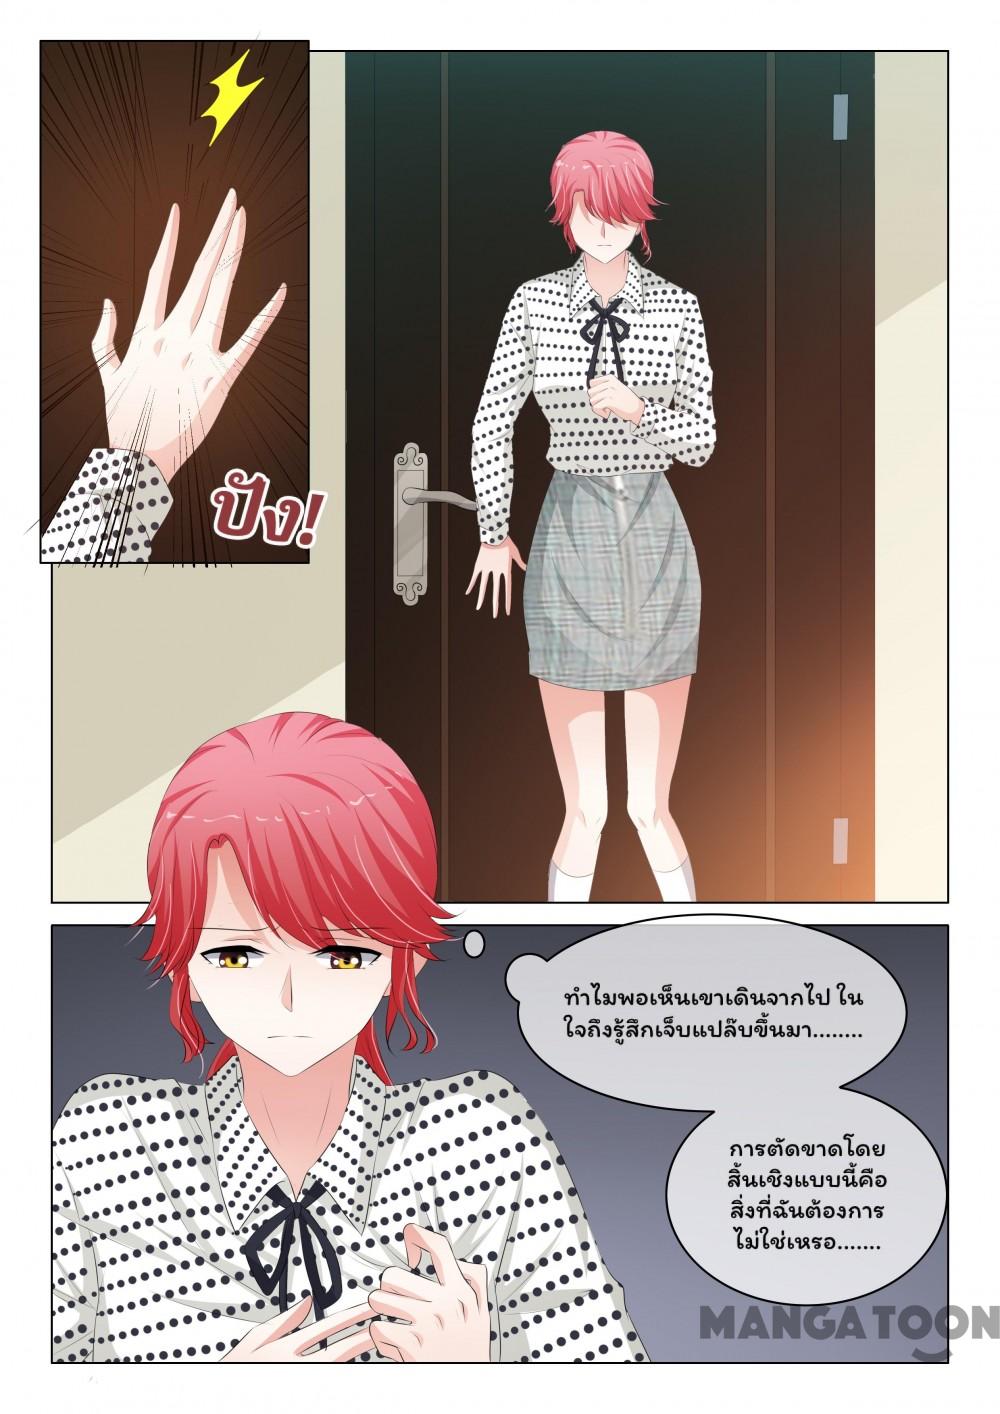 ปัง!
ทำไมพอเห็นเขาเดินจากไป ใน
ใจถึงรู้สึกเจ็บแปล๊บขึ้นมา........
การตัดขาดโดย
สิ้นเชิงแบบนี้คือ
สิ่งที่ฉันต้องการ
ไม่ใช่เหรอ.......
MANGATOON